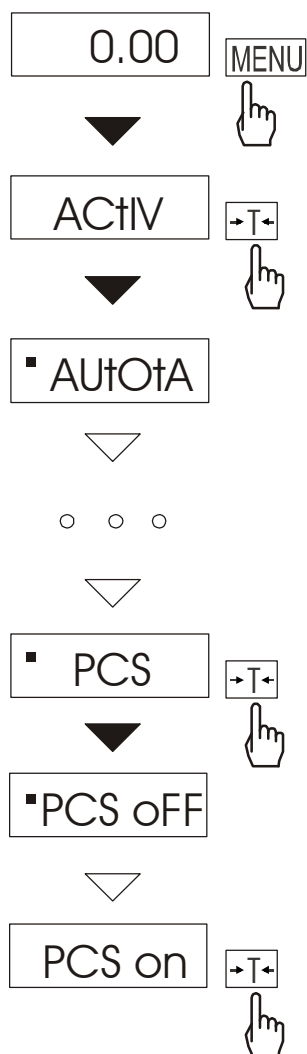 0.00 MENU
ACtIV →T←
▪ AUtOtA
○ ○ ○
▪ PCS →T←
▪PCS oFF
PCS on →T←